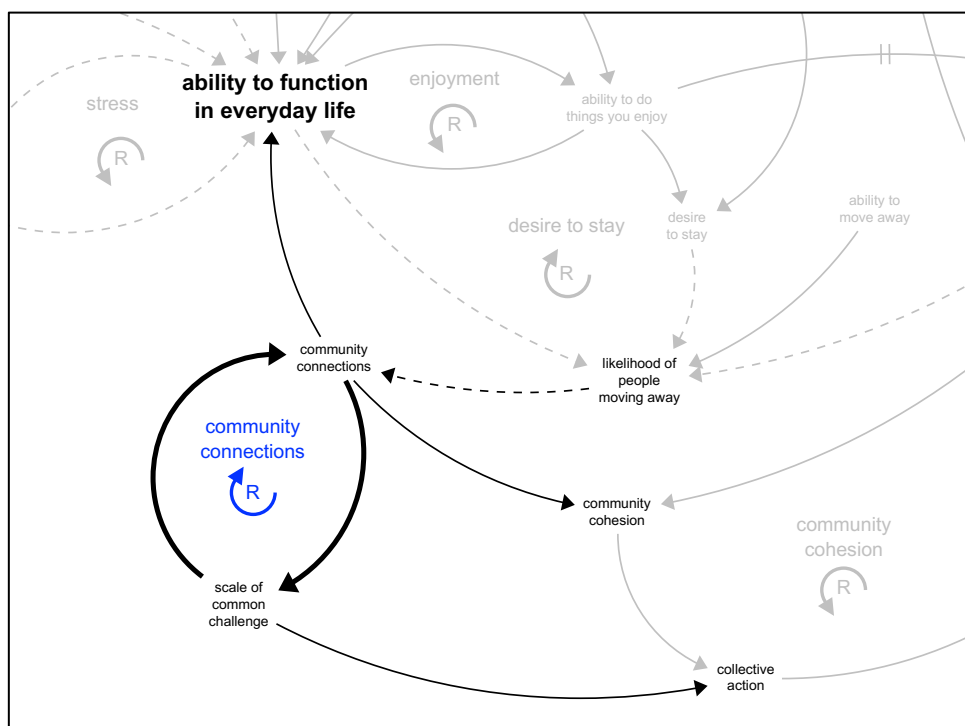 ability to function
in everyday life
enjoyment
stress
R
R
ability to do
things you enjoy
desire to stay
R
desire
to stay
ability to
move away
community
connections
likelihood of
people
moving away
community
connections
R
community
cohesion
community
cohesion
R
scale of
common
challenge
collective
action